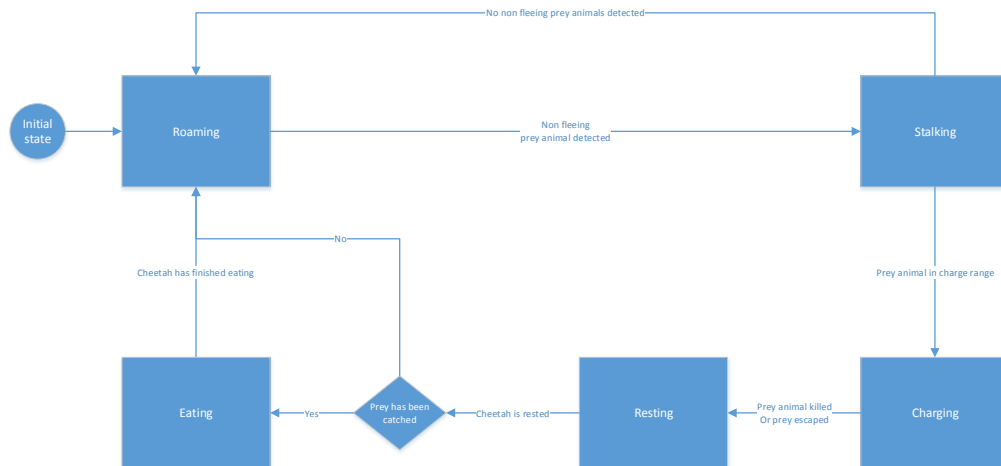 No non fleeing prey animals detected
Initial
state
Roaming
Non fleeing
prey animal detected
Stalking
No
Cheetah has finished eating
Prey animal in charge range
Eating
Yes
Prey has been
catched
Cheetah is rested
Resting
Prey animal killed
Or prey escaped
Charging